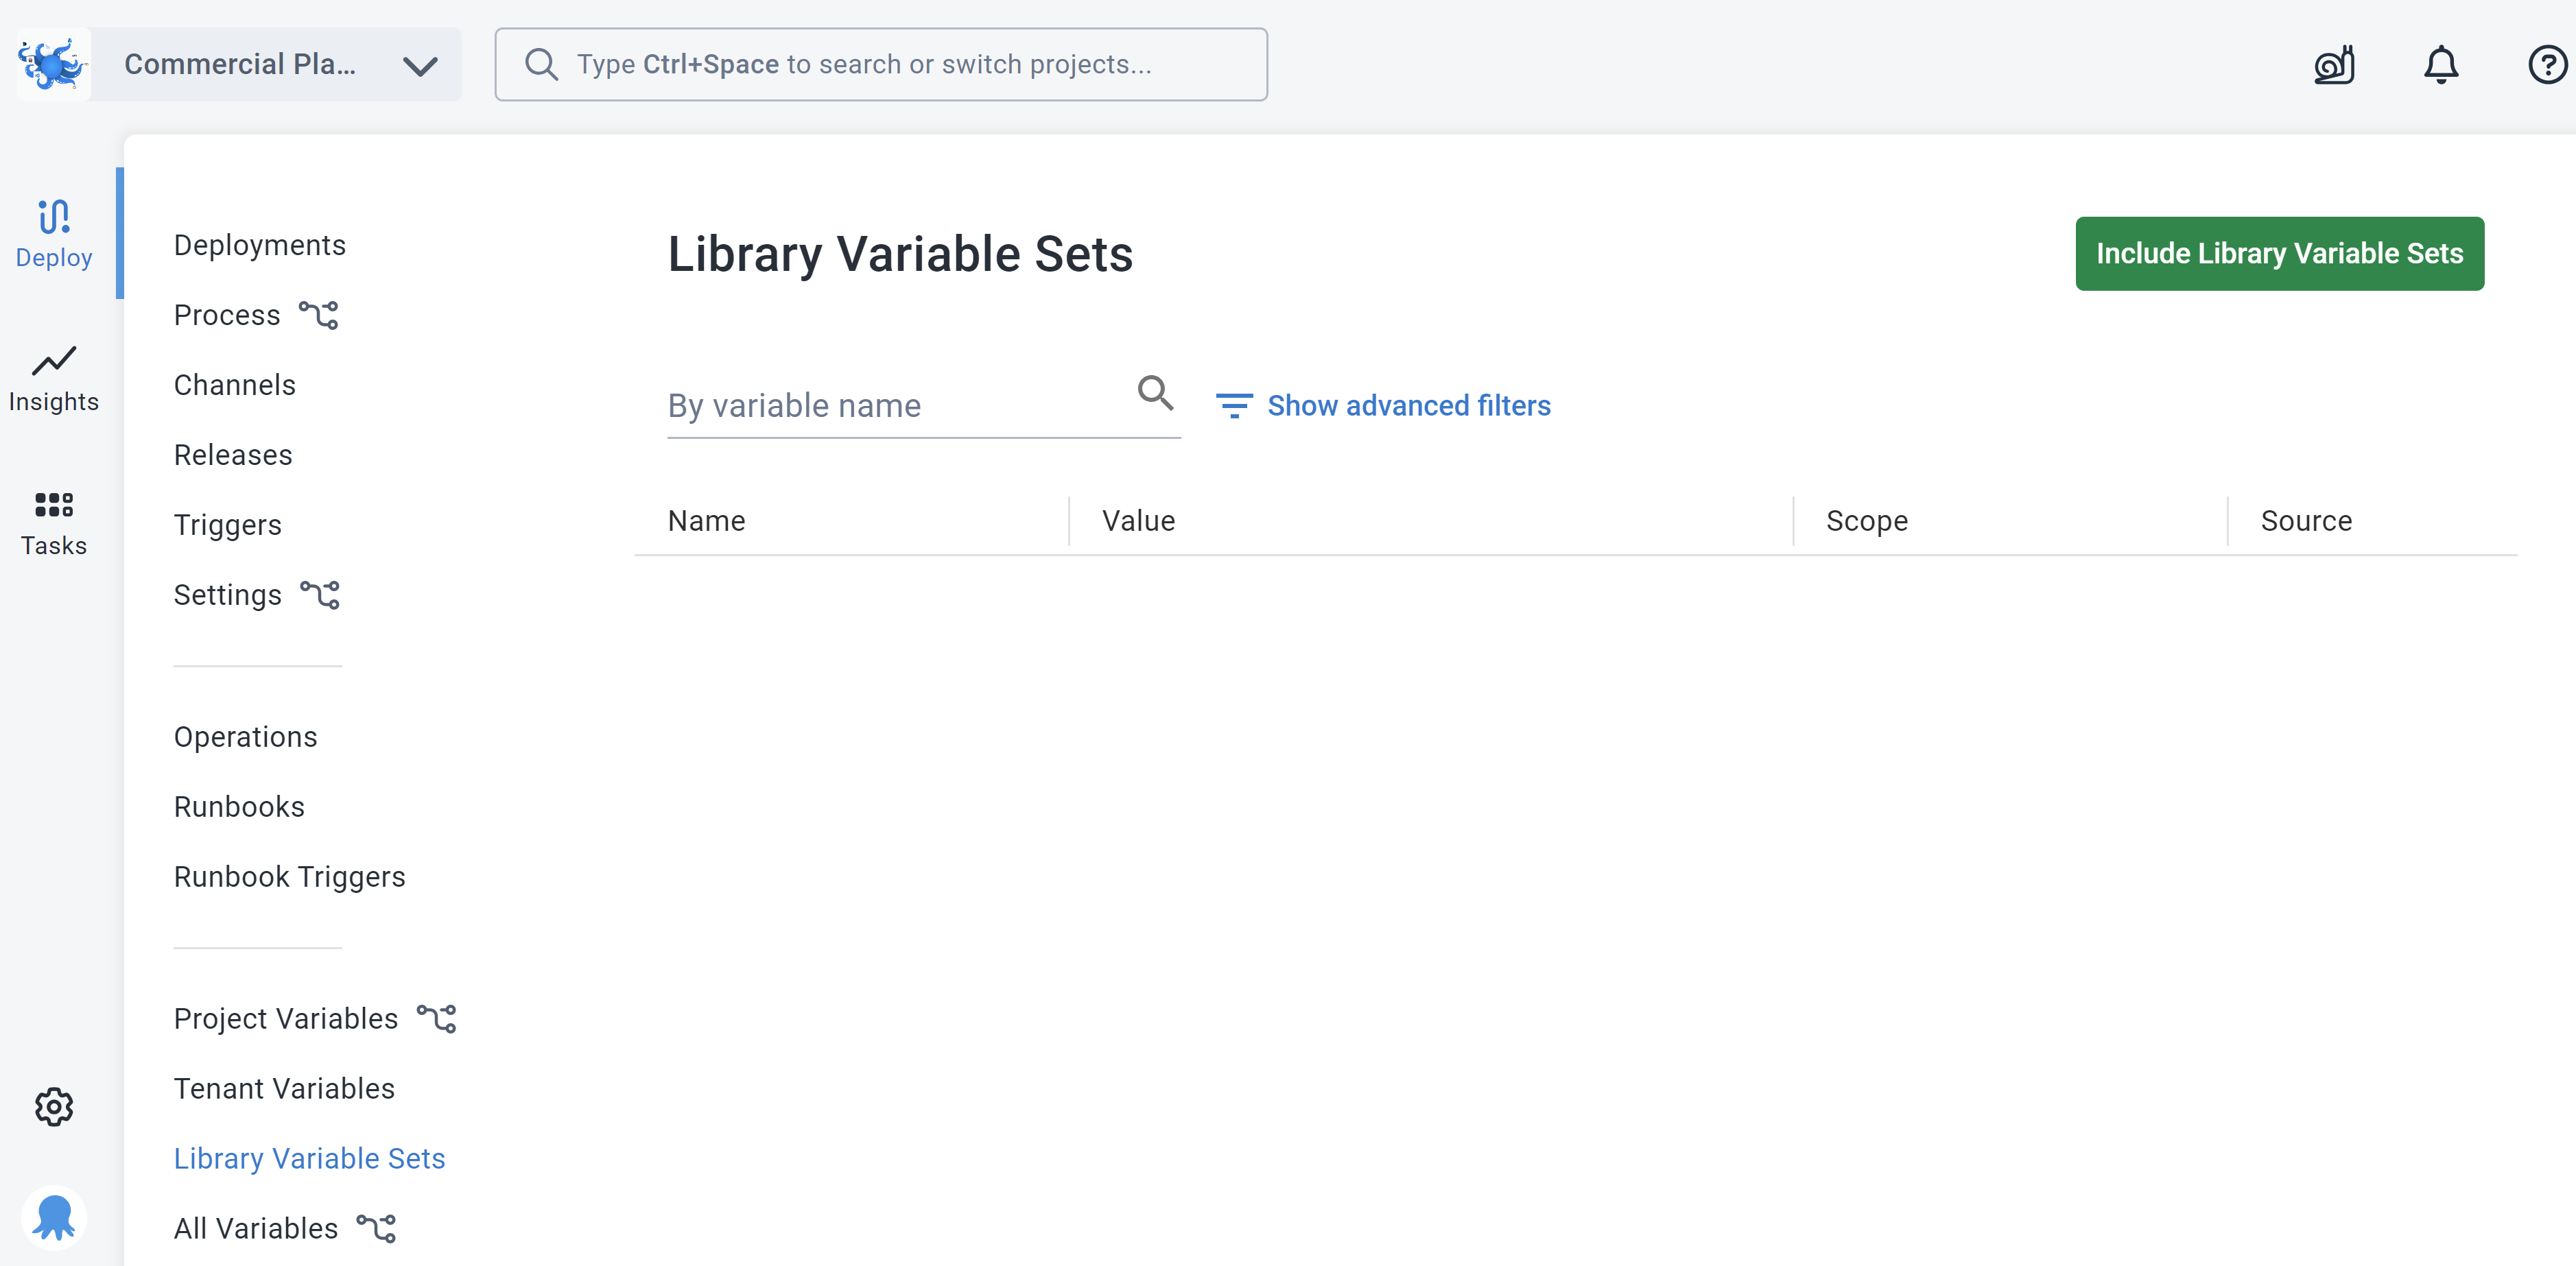 Commercial Pla...
Type Ctrl+Space to search or switch projects...
Deploy
Insights
Tasks
Deployments
Process
Channels
Releases
Triggers
Settings
Operations
Runbooks
Runbook Triggers
Project Variables
Tenant Variables
Library Variable Sets
All Variables
Library Variable Sets
Include Library Variable Sets
By variable name
Show advanced filters
Name Value Scope Source